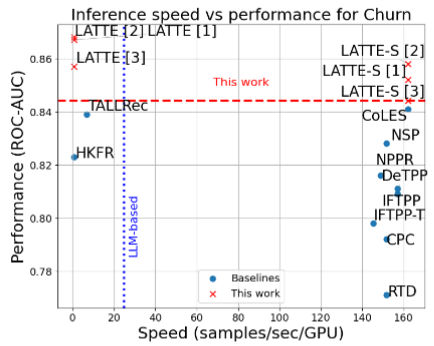 Inference speed vs performance for Churn
LATTE [2] LATTE [1]
LATTE [3]
LATTE-S [2]
LATTE-S [1]
LATTE-S [3]
This work
TALLRec
HKFR
CoLES
NSP
NPPR
DeTPP
IFTPP
IFTPP-T
CPC
RTD
LLM-based
Baselines
This work
0.86
0.84
0.82
0.80
0.78
Performance (ROC-AUC)
0 20 40 60 80 100 120 140 160
Speed (samples/sec/GPU)